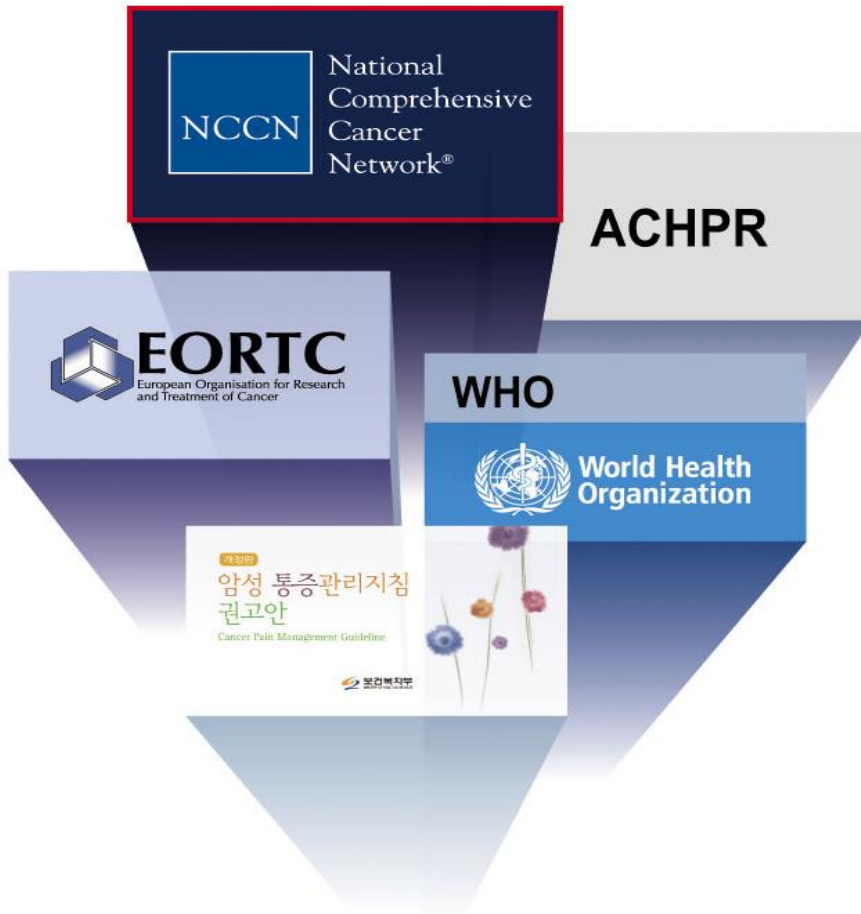 NCCN
National
Comprehensive
Cancer
Network®
ACHPR
EORTC
European Organisation for Research
and Treatment of Cancer
WHO
World Health
Organization
개정판
암성 통증관리지침
권고안
Cancer Pain Management Guideline
보건복지부